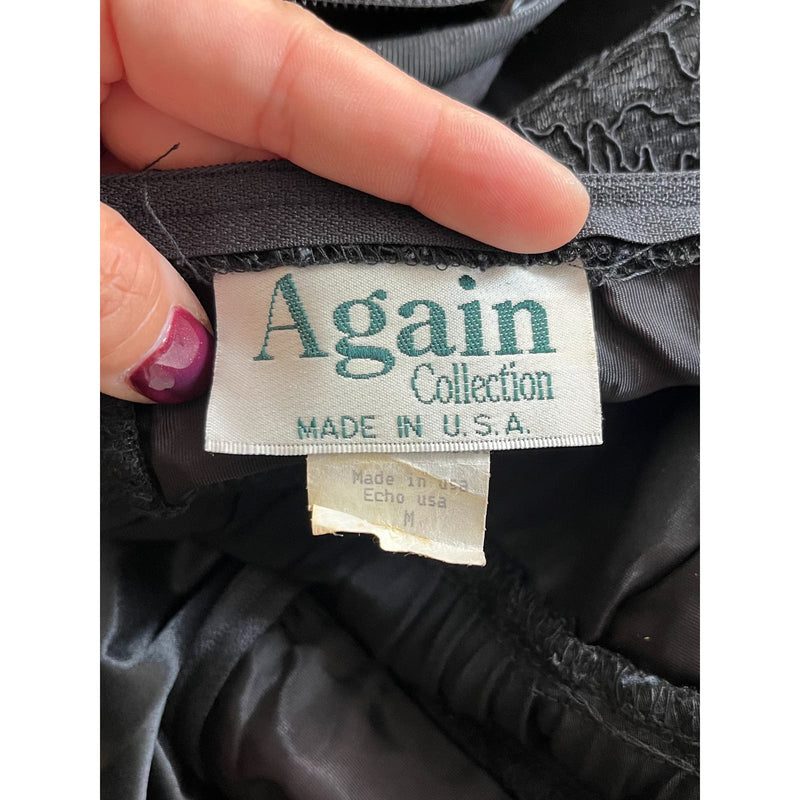 Again
Collection
MADE IN U.S.A.
Made in usa
Echo usa
M